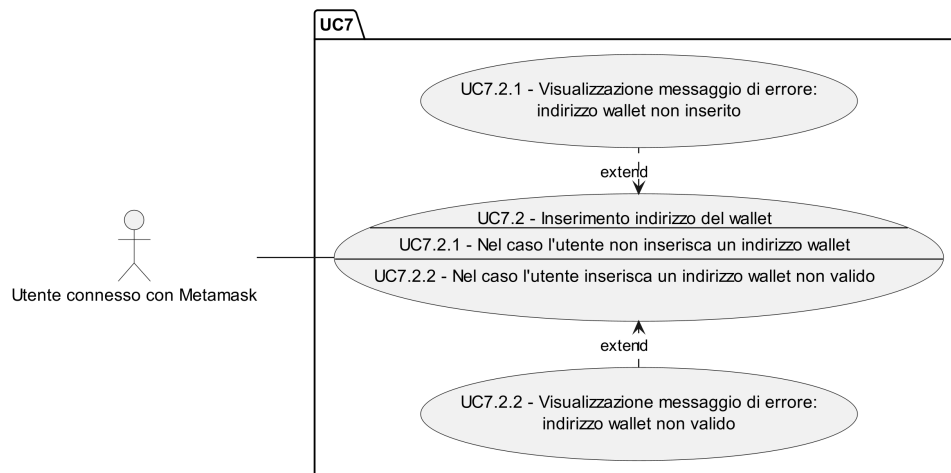 UC7
UC7.2.1 - Visualizzazione messaggio di errore:
indirizzo wallet non inserito
extend
UC7.2 - Inserimento indirizzo del wallet
UC7.2.1 - Nel caso l'utente non inserisca un indirizzo wallet
UC7.2.2 - Nel caso l'utente inserisca un indirizzo wallet non valido
Utente connesso con Metamask
extend
UC7.2.2 - Visualizzazione messaggio di errore:
indirizzo wallet non valido